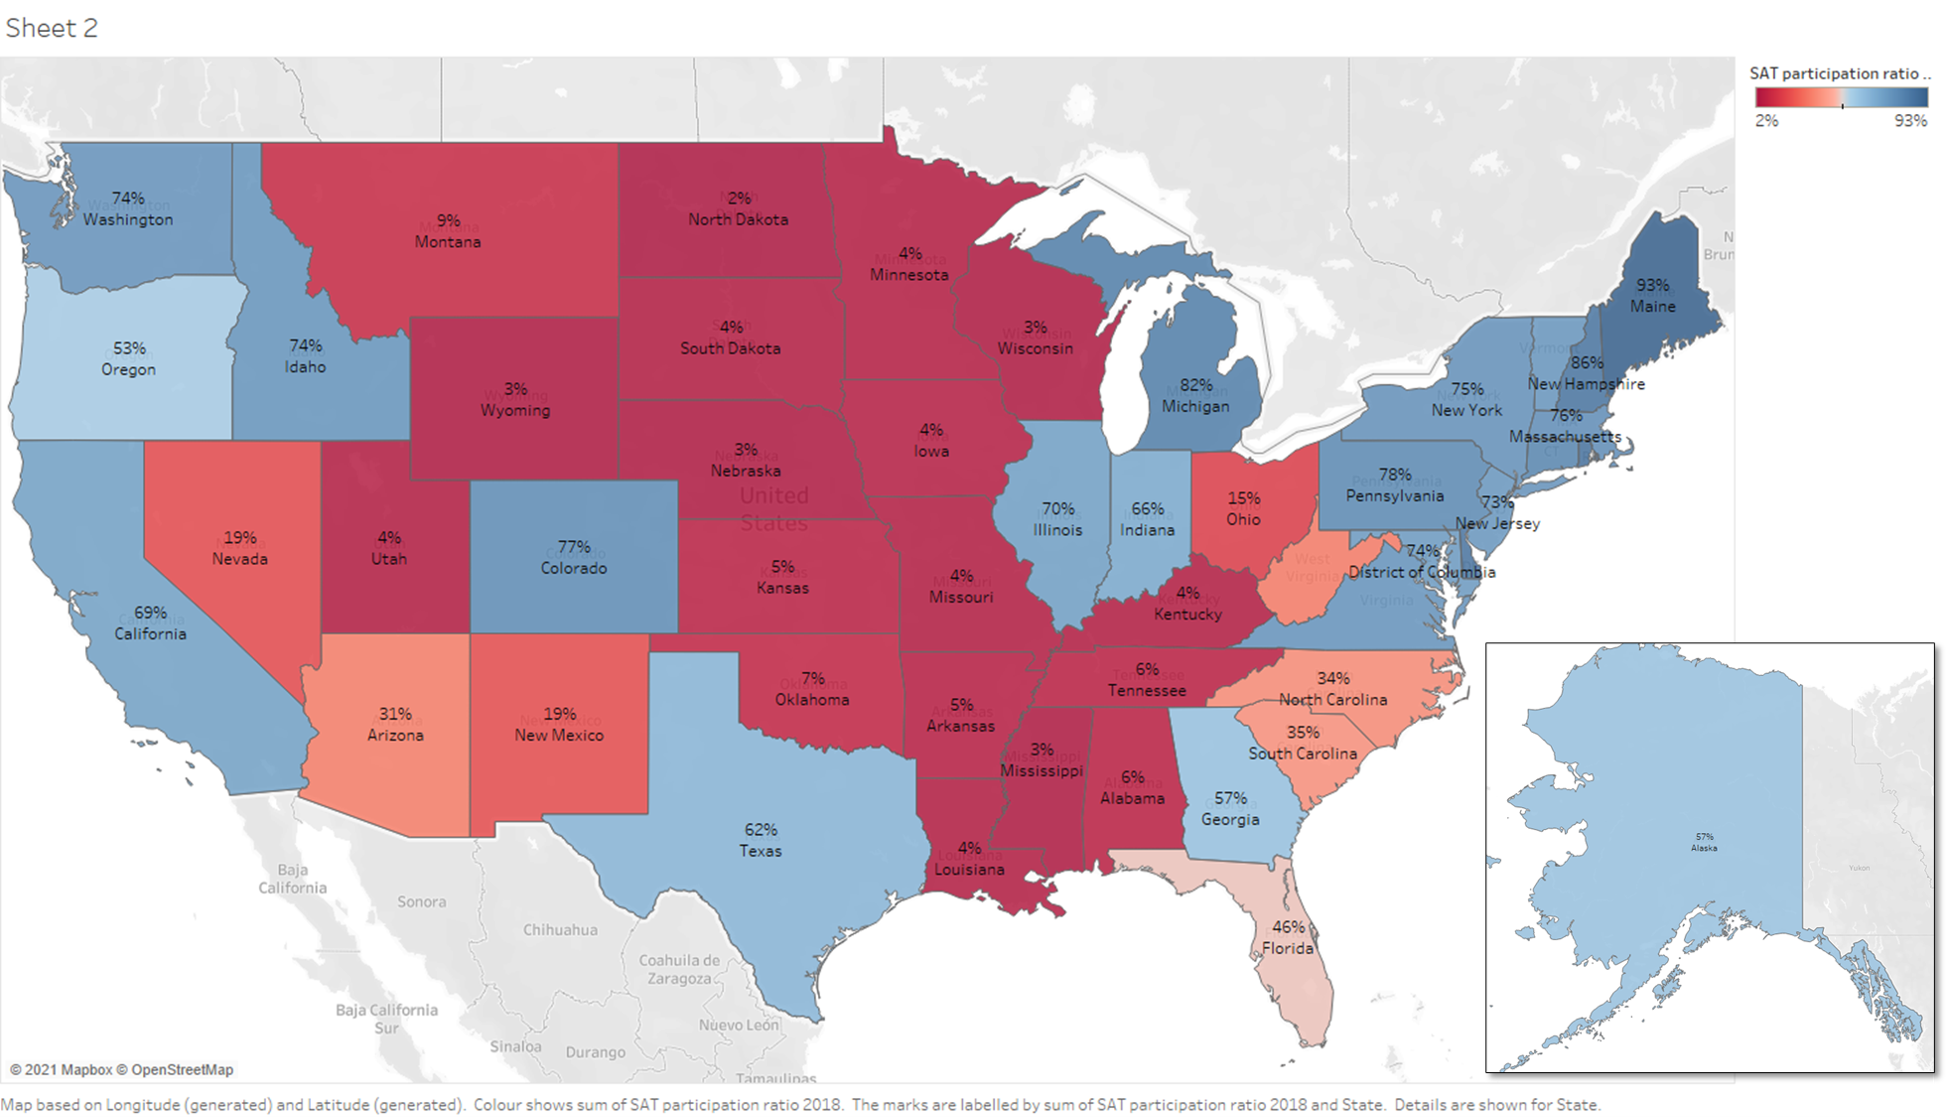 Sheet 2
SAT participation ratio ..
2%
93%
74%
Washington
9%
Montana
2%
North Dakota
4%
Minnesota
93%
Maine
N
Brun
53%
Oregon
74%
Idaho
3%
Wyoming
4%
South Dakota
3%
Wisconsin
82%
Michigan
75%
New York
Vermont
86%
New Hampshire
76%
Massachusetts
CT
3%
Nebraska
4%
Iowa
United
States
70%
Illinois
66%
Indiana
15%
Ohio
78%
Pennsylvania
73%
New Jersey
19%
Nevada
4%
Utah
77%
Colorado
5%
Kansas
4%
Missouri
4%
Kentucky
West
Virginia
74%
District of Columbia
Virginia
69%
California
31%
Arizona
19%
New Mexico
7%
Oklahoma
5%
Arkansas
6%
Tennessee
34%
North Carolina
35%
South Carolina
3%
Mississippi
6%
Alabama
57%
Georgia
62%
Texas
4%
Louisiana
46%
Florida
57%
Alaska
Yukon
Baja
California
Sonora
Chihuahua
Coahuila de
Zaragoza
Baja California
Sur
Nuevo León
Sinaloa
Durango
Tamaulipas
© 2021 Mapbox © OpenStreetMap
Map based on Longitude (generated) and Latitude (generated).  Colour shows sum of SAT participation ratio 2018.  The marks are labelled by sum of SAT participation ratio 2018 and State.  Details are shown for State.